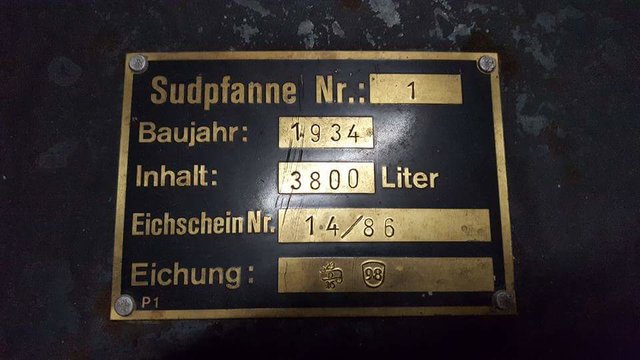 Sudpfanne Nr.: 1
Baujahr: 1934
Inhalt: 3800 Liter
Eichschein Nr. 14/86
Eichung: 98
P1